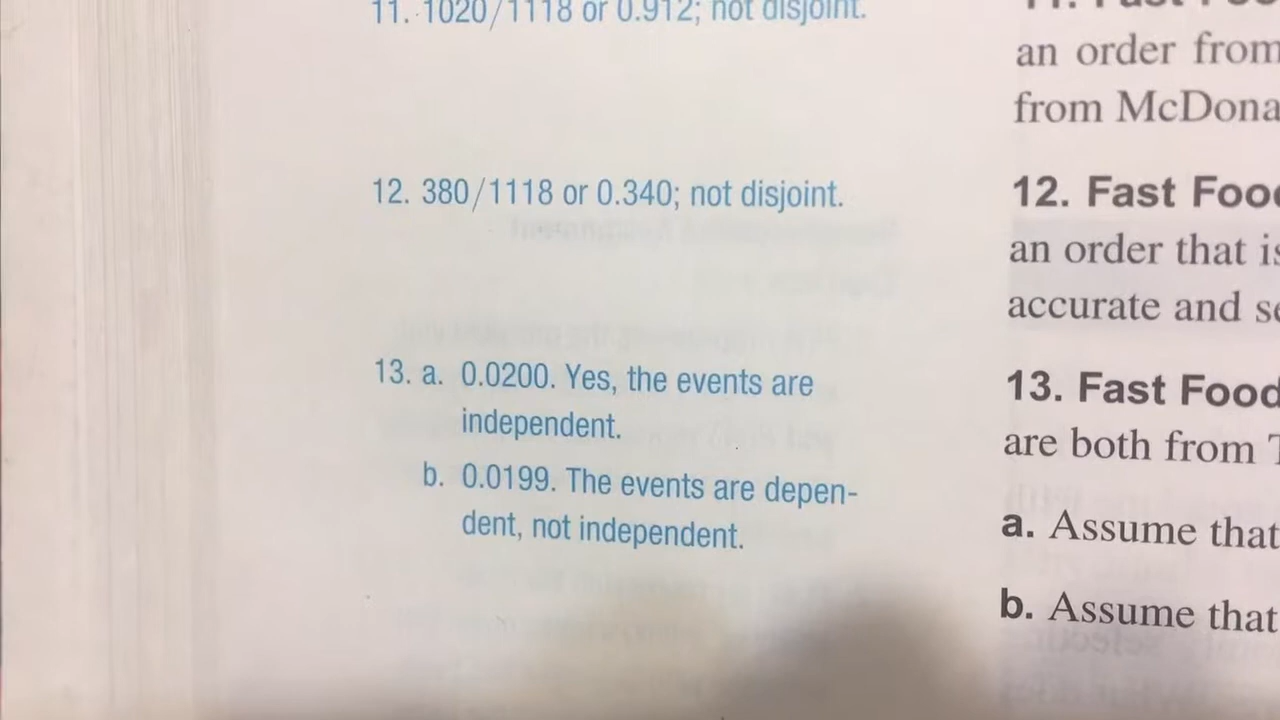 11. 1020/1118 or 0.912; not disjoint.
12. 380/1118 or 0.340; not disjoint.
13. a. 0.0200. Yes, the events are
independent.
b. 0.0199. The events are depen-
dent, not independent.
an order from
from McDona
12. Fast Foo
an order that is
accurate and se
13. Fast Food
are both from T
a. Assume that
b. Assume that